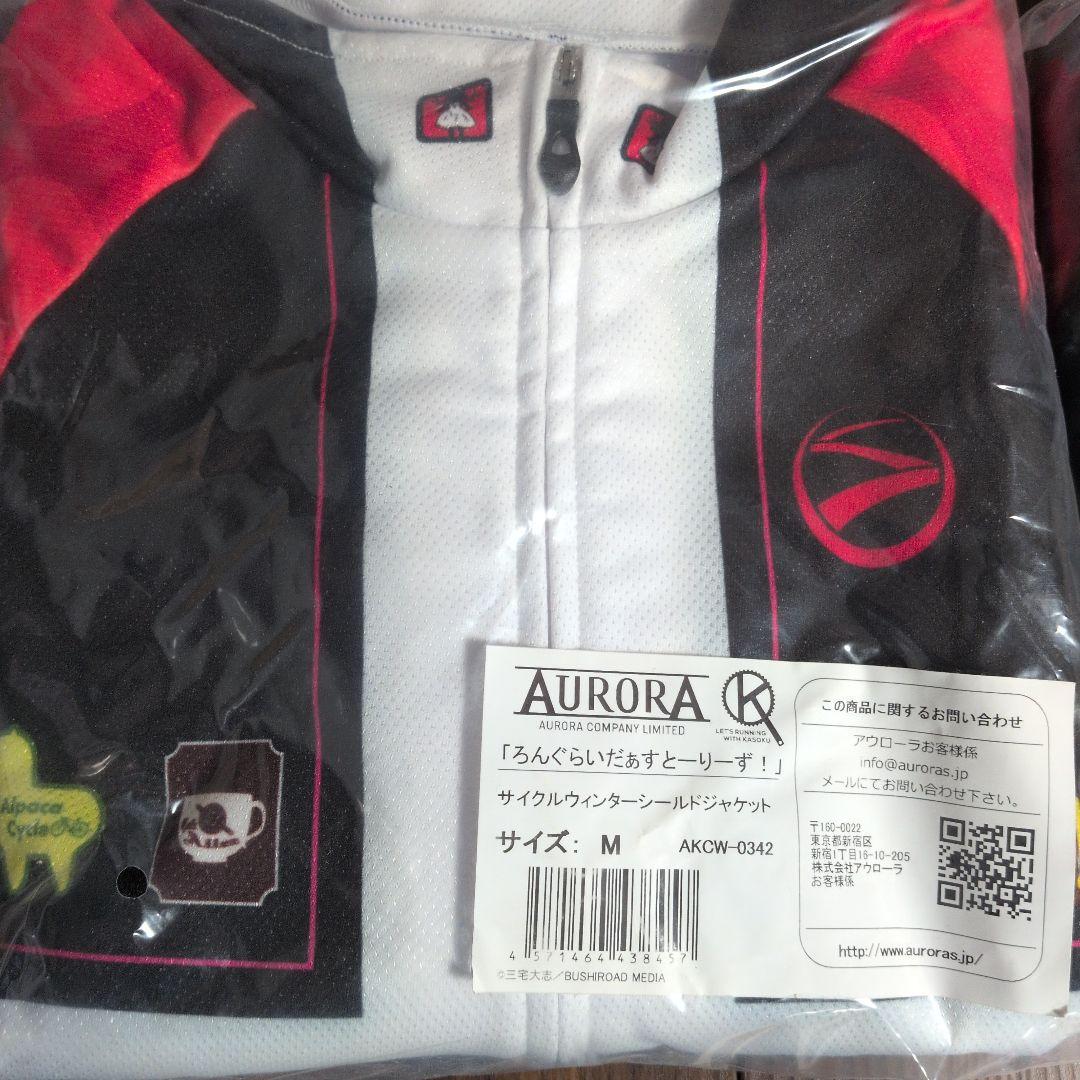 AURORA
AURORA COMPANY LIMITED
K
LET'S RUNNING
WITH KASOKU
「ろんぐらいだぁすとーりーず！」
サイクルウィンターシールドジャケット
サイズ： M AKCW-0342
4 571464 438457
©三宅大志／BUSHIROAD MEDIA
この商品に関するお問い合わせ
アウローラお客様係
info@auroras.jp
メールにてお問い合わせ下さい。
〒160-0022
東京都新宿区
新宿1丁目16-10-205
株式会社アウローラ
お客様係
http://www.auroras.jp/
Alpaca
Cycle